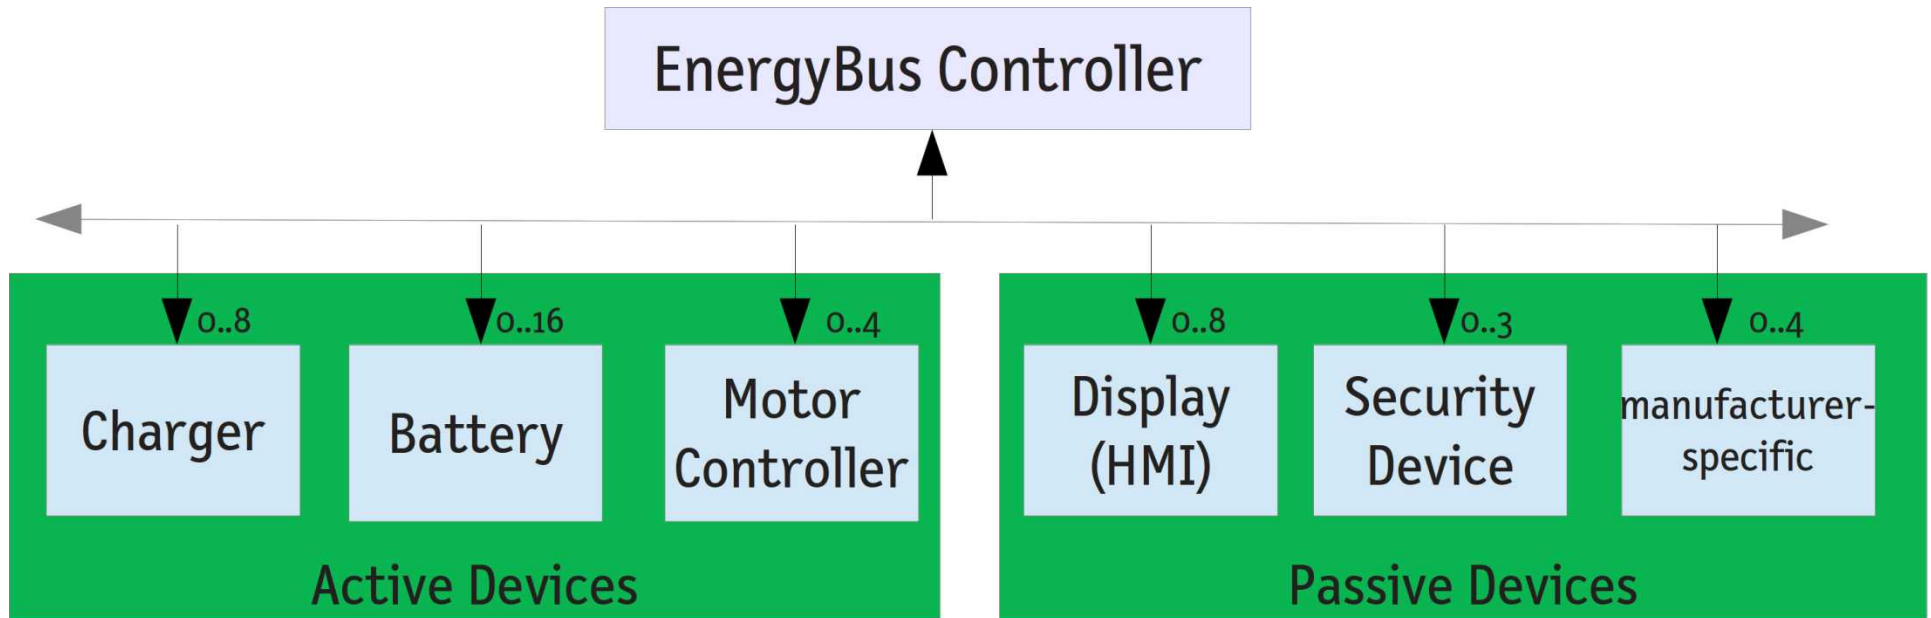 EnergyBus Controller
0..8
0..16
0..4
0..8
0..3
0..4
Charger
Battery
Motor
Controller
Display
(HMI)
Security
Device
manufacturer-
specific
Active Devices
Passive Devices